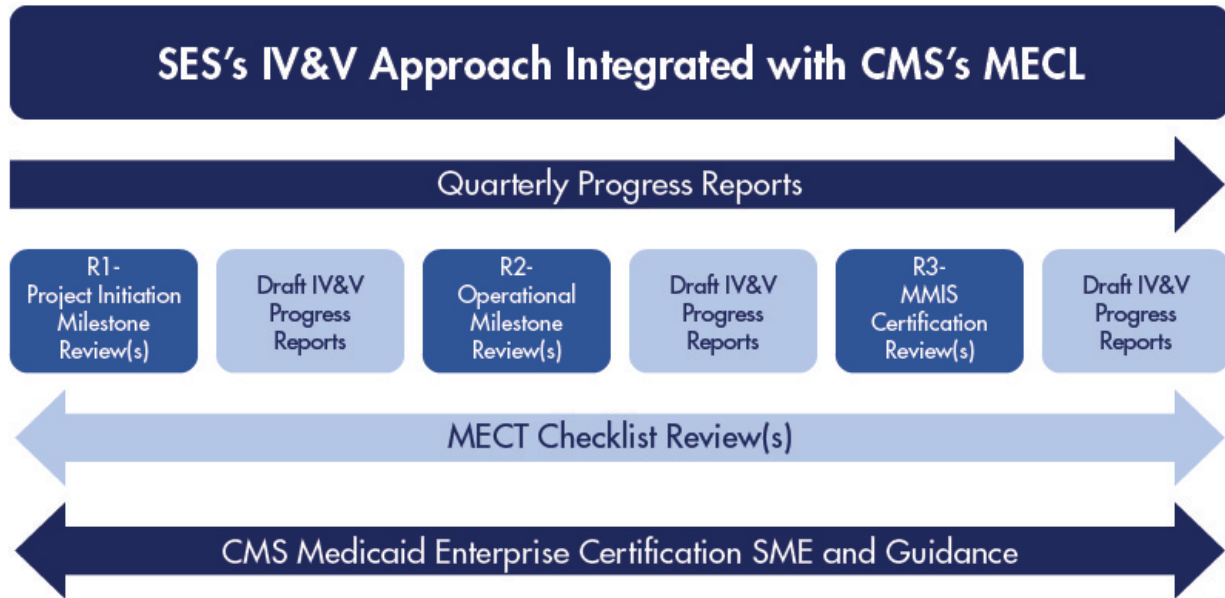 SES's IV&V Approach Integrated with CMS's MECL
Quarterly Progress Reports
R1-
Project Initiation
Milestone
Review(s)
Draft IV&V
Progress
Reports
R2-
Operational
Milestone
Review(s)
Draft IV&V
Progress
Reports
R3-
MMIS
Certification
Review(s)
Draft IV&V
Progress
Reports
MECT Checklist Review(s)
CMS Medicaid Enterprise Certification SME and Guidance